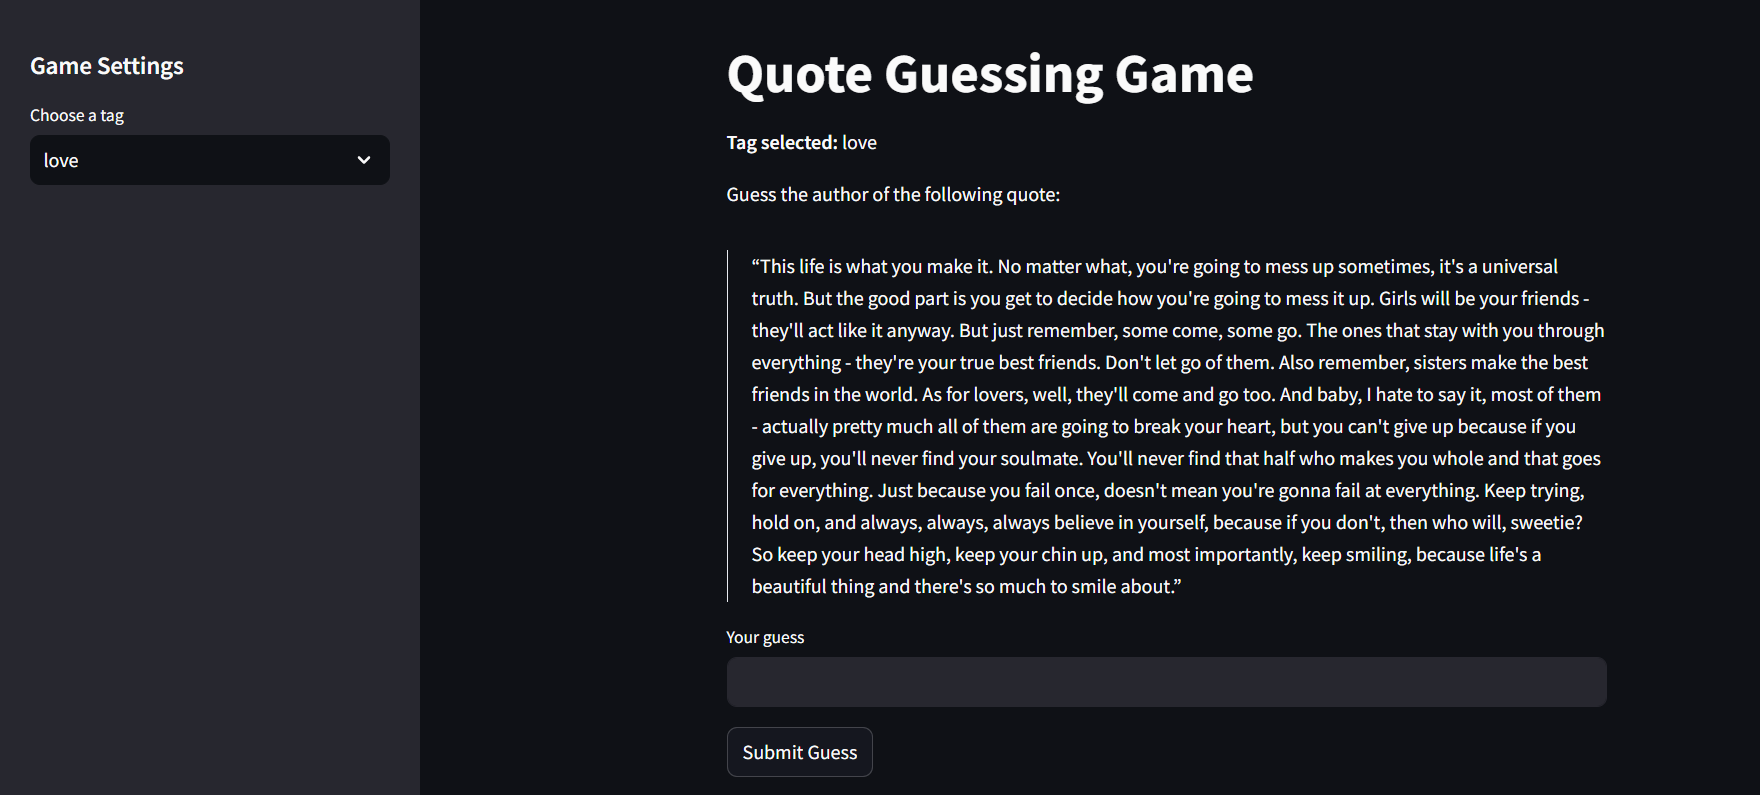 Game Settings
Choose a tag
love
Quote Guessing Game
Tag selected: love
Guess the author of the following quote:
“This life is what you make it. No matter what, you're going to mess up sometimes, it's a universal
truth. But the good part is you get to decide how you're going to mess it up. Girls will be your friends -
they'll act like it anyway. But just remember, some come, some go. The ones that stay with you through
everything - they're your true best friends. Don't let go of them. Also remember, sisters make the best
friends in the world. As for lovers, well, they'll come and go too. And baby, I hate to say it, most of them
- actually pretty much all of them are going to break your heart, but you can't give up because if you
give up, you'll never find your soulmate. You'll never find that half who makes you whole and that goes
for everything. Just because you fail once, doesn't mean you're gonna fail at everything. Keep trying,
hold on, and always, always, always believe in yourself, because if you don't, then who will, sweetie?
So keep your head high, keep your chin up, and most importantly, keep smiling, because life's a
beautiful thing and there's so much to smile about.”
Your guess
Submit Guess